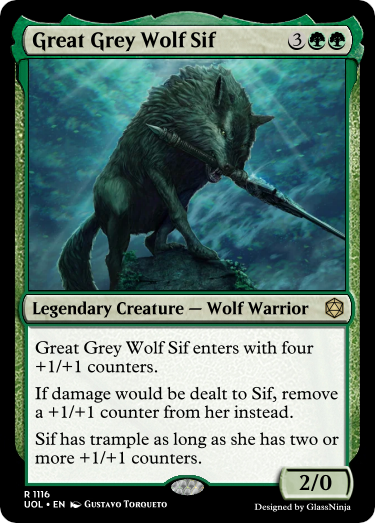 Great Grey Wolf Sif 3
Legendary Creature — Wolf Warrior
Great Grey Wolf Sif enters with four
+1/+1 counters.
If damage would be dealt to Sif, remove
a +1/+1 counter from her instead.
Sif has trample as long as she has two or
more +1/+1 counters.
2/0
R 1116
UOL • EN Gustavo Torqueto
Designed by GlassNinja